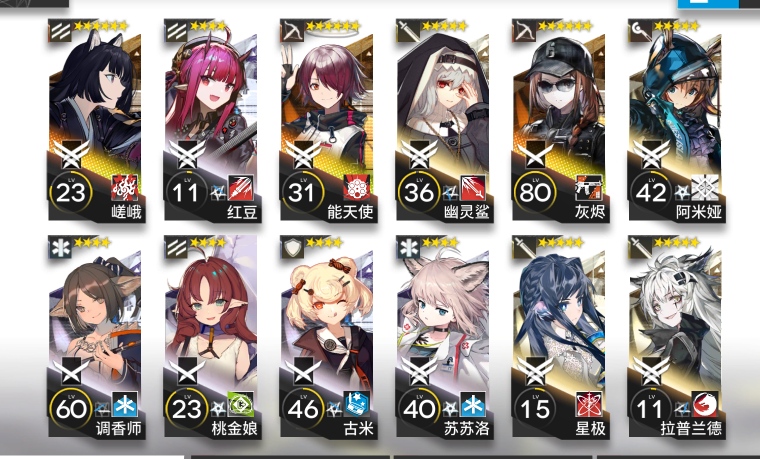 LV
23
嵯峨
LV
11
红豆
LV
31
能天使
LV
36
幽灵鲨
LV
80
灰烬
LV
42
阿米娅
LV
60
调香师
LV
23
桃金娘
LV
46
古米
LV
40
苏苏洛
LV
15
星极
LV
11
拉普兰德